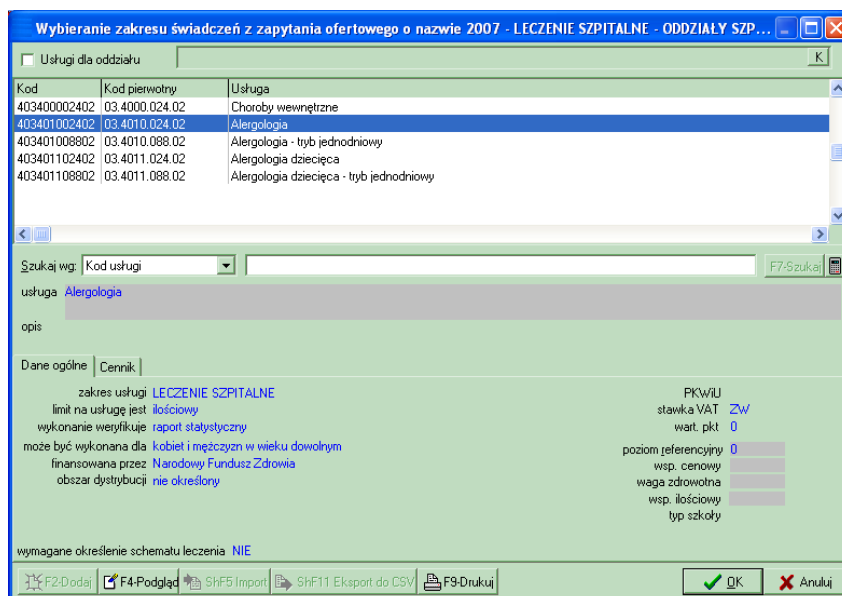 Wybieranie zakresu świadczeń z zapytania ofertowego o nazwie 2007 - LECZENIE SZPITALNE - ODDZIAŁY SZP...
Usługi dla oddziału K
Kod Kod pierwotny Usługa
403400002402 03.4000.024.02 Choroby wewnętrzne
403401002402 03.4010.024.02 Alergologia
403401008802 03.4010.088.02 Alergologia - tryb jednodniowy
403401102402 03.4011.024.02 Alergologia dziecięca
403401108802 03.4011.088.02 Alergologia dziecięca - tryb jednodniowy
Szukaj wg: Kod usługi F7-Szukaj
usługa Alergologia
opis
Dane ogólne Cennik
zakres usługi LECZENIE SZPITALNE PKWiU
limit na usługę jest ilościowy stawka VAT ZW
wykonanie weryfikuje raport statystyczny wart. pkt 0
może być wykonana dla kobiet i mężczyzn w wieku dowolnym poziom referencyjny 0
finansowana przez Narodowy Fundusz Zdrowia wsp. cenowy
obszar dystrybucji nie określony waga zdrowotna
wsp. ilościowy
typ szkoły
wymagane określenie schematu leczenia NIE
F2-Dodaj F4-Podgląd ShF5 Import ShF11 Eksport do CSV F9-Drukuj OK Anuluj